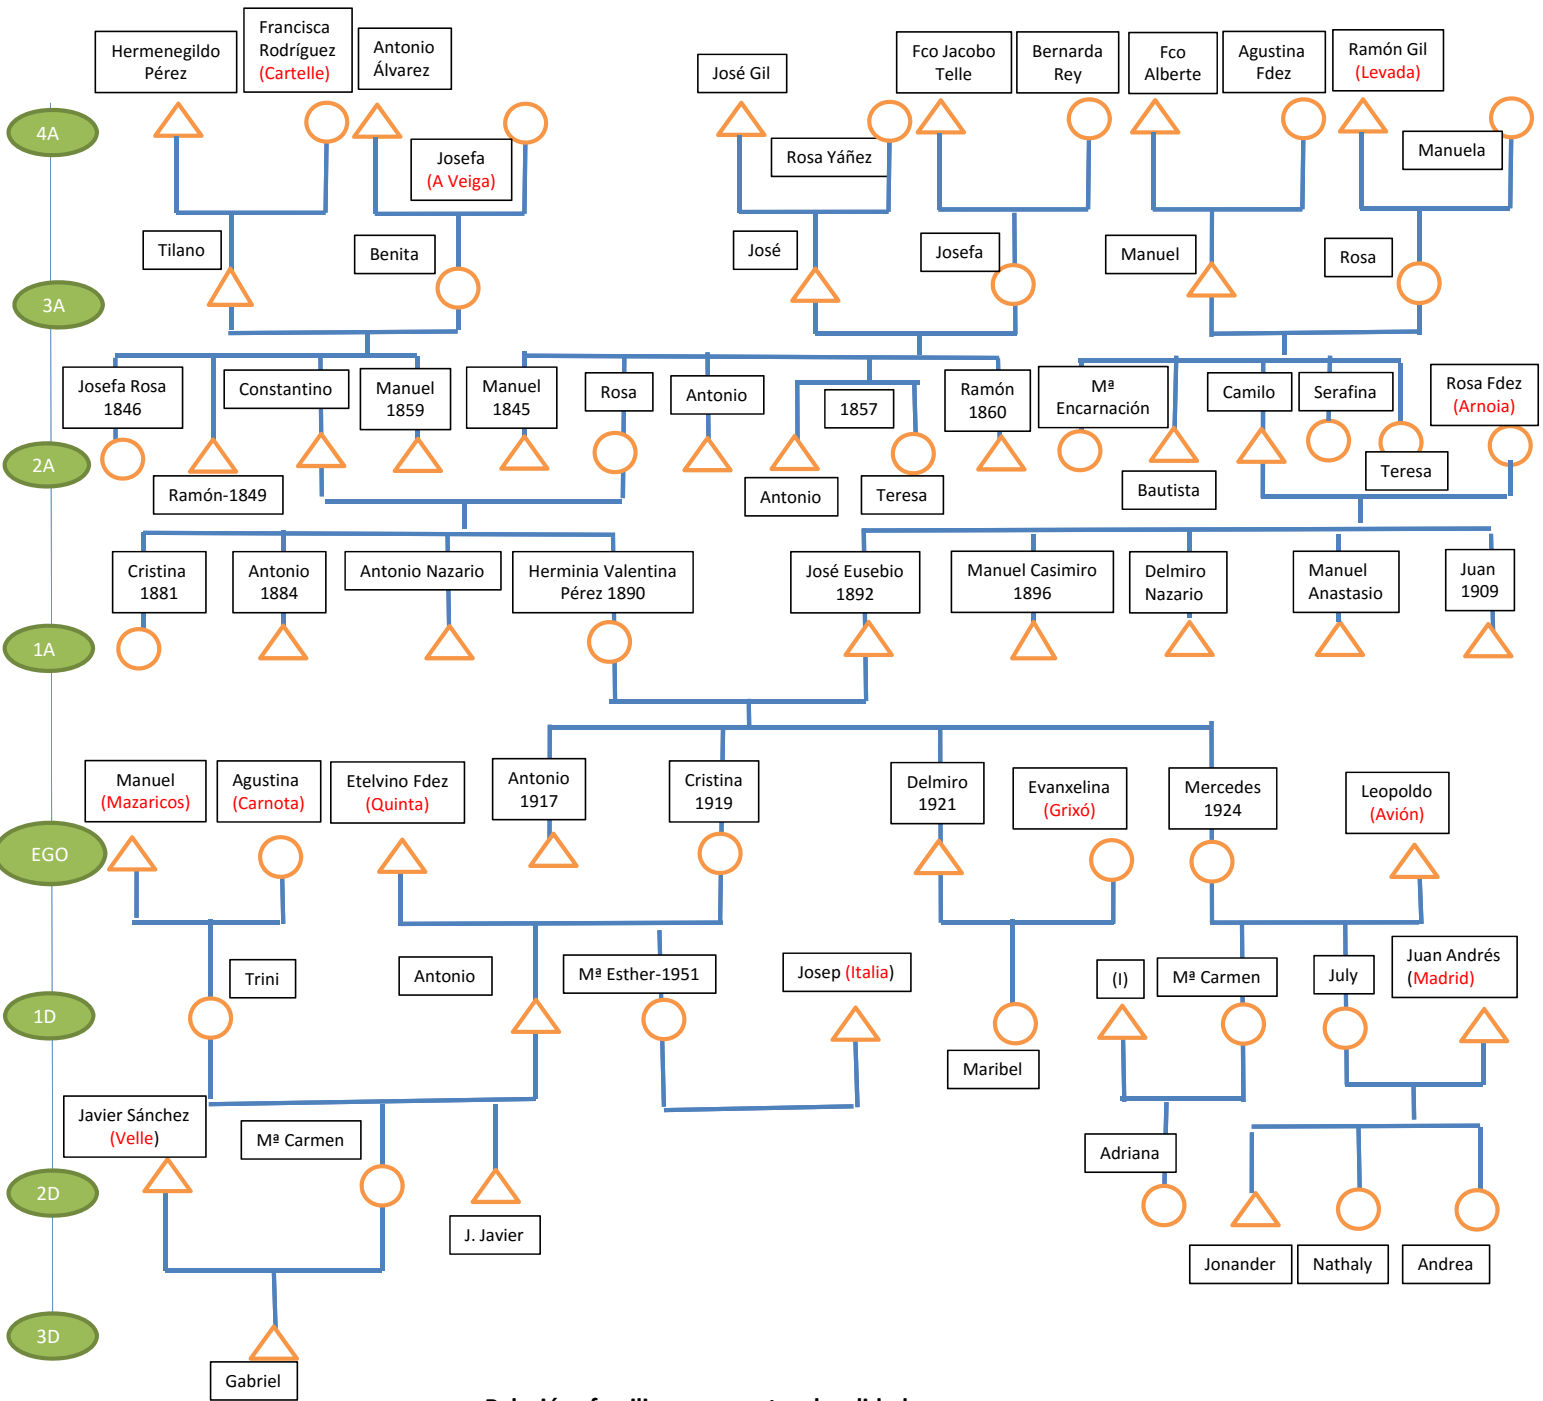 Hermenegildo
Pérez
Francisca
Rodríguez
(Cartelle)
Antonio
Álvarez
José Gil
Fco Jacobo
Telle
Bernarda
Rey
Fco
Alberte
Agustina
Fdez
Ramón Gil
(Levada)
4A
Josefa
(A Veiga)
Rosa Yáñez
Manuela
Tilano
Benita
José
Josefa
Manuel
Rosa
3A
Josefa Rosa
1846
Constantino
Manuel
1859
Manuel
1845
Rosa
Antonio
1857
Ramón
1860
Mª
Encarnación
Camilo
Serafina
Rosa Fdez
(Arnoia)
2A
Ramón-1849
Antonio
Teresa
Bautista
Teresa
Cristina
1881
Antonio
1884
Antonio Nazario
Herminia Valentina
Pérez 1890
José Eusebio
1892
Manuel Casimiro
1896
Delmiro
Nazario
Manuel
Anastasio
Juan
1909
1A
Manuel
(Mazaricos)
Agustina
(Carnota)
Etelvino Fdez
(Quinta)
Antonio
1917
Cristina
1919
Delmiro
1921
Evanxelina
(Grixó)
Mercedes
1924
Leopoldo
(Avión)
EGO
Trini
Antonio
Mª Esther-1951
Josep (Italia)
(I)
Mª Carmen
July
Juan Andrés
(Madrid)
1D
Maribel
Javier Sánchez
(Velle)
Mª Carmen
Adriana
2D
J. Javier
Jonander
Nathaly
Andrea
3D
Gabriel